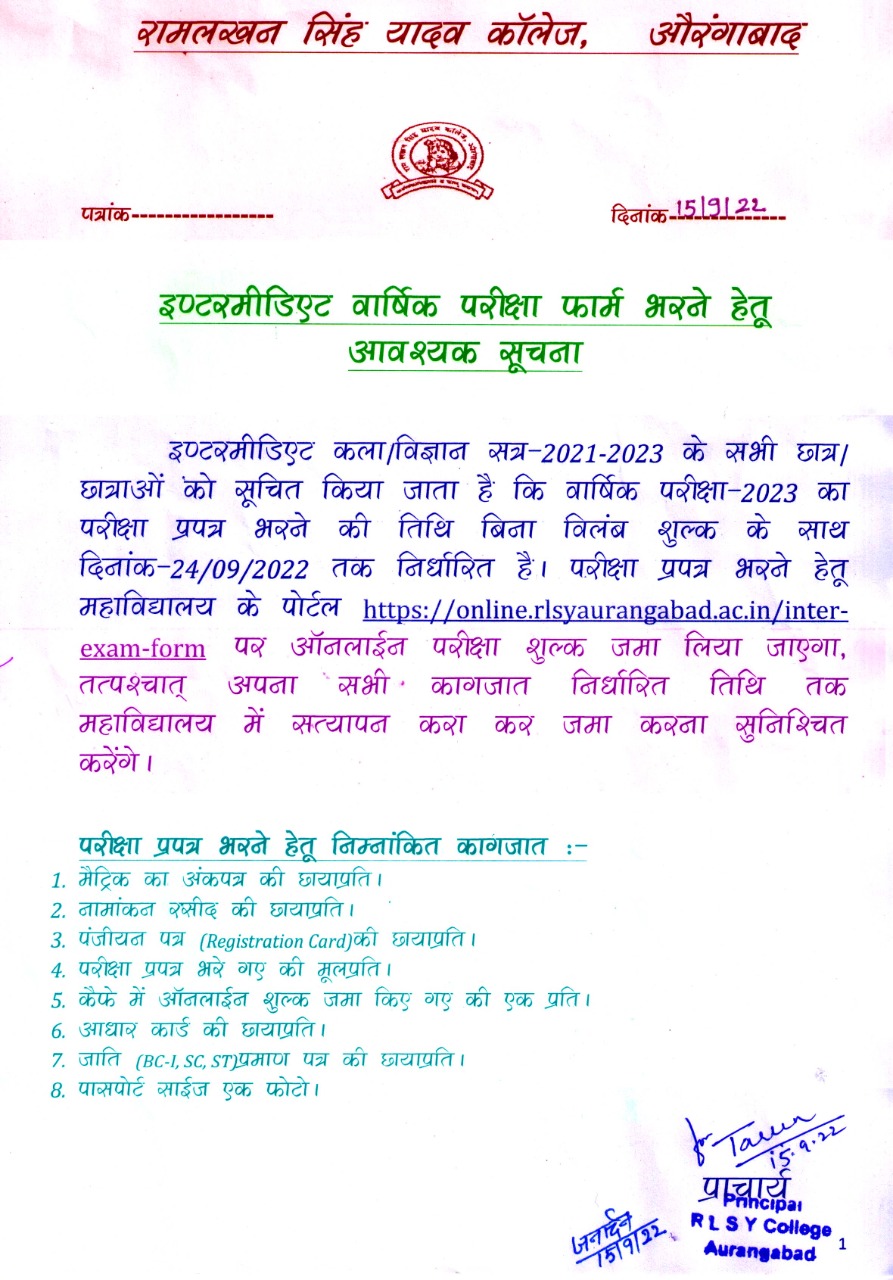 रामलखन सिंह यादव कॉलेज, औरंगाबाद
पत्रांक-----------------
दिनांक-15/9/22--------------
इण्टरमीडिएट वार्षिक परीक्षा फार्म भरने हेतू
आवश्यक सूचना
इण्टरमीडिएट कला/विज्ञान सत्र-2021-2023 के सभी छात्र/
छात्राओं को सूचित किया जाता है कि वार्षिक परीक्षा-2023 का
परीक्षा प्रपत्र भरने की तिथि बिना विलंब शुल्क के साथ
दिनांक-24/09/2022 तक निर्धारित है। परीक्षा प्रपत्र भरने हेतू
महाविद्यालय के पोर्टल https://online.rlsyaurangabad.ac.in/inter-
exam-form पर ऑनलाईन परीक्षा शुल्क जमा लिया जाएगा,
तत्पश्चात् अपना सभी कागजात निर्धारित तिथि तक
महाविद्यालय में सत्यापन करा कर जमा करना सुनिश्चित
करेंगे।
परीक्षा प्रपत्र भरने हेतू निम्नांकित कागजात :-
1. मैट्रिक का अंकपत्र की छायाप्रति।
2. नामांकन रसीद की छायाप्रति।
3. पंजीयन पत्र (Registration Card)की छायाप्रति।
4. परीक्षा प्रपत्र भरे गए की मूलप्रति।
5. कैफे में ऑनलाईन शुल्क जमा किए गए की एक प्रति।
6. आधार कार्ड की छायाप्रति।
7. जाति (BC-I, SC, ST)प्रमाण पत्र की छायाप्रति।
8. पासपोर्ट साईज एक फोटो।
for
15.9.22
प्राचार्य
Principal
R L S Y College
Aurangabad
जनार्दन
15/9/22
1